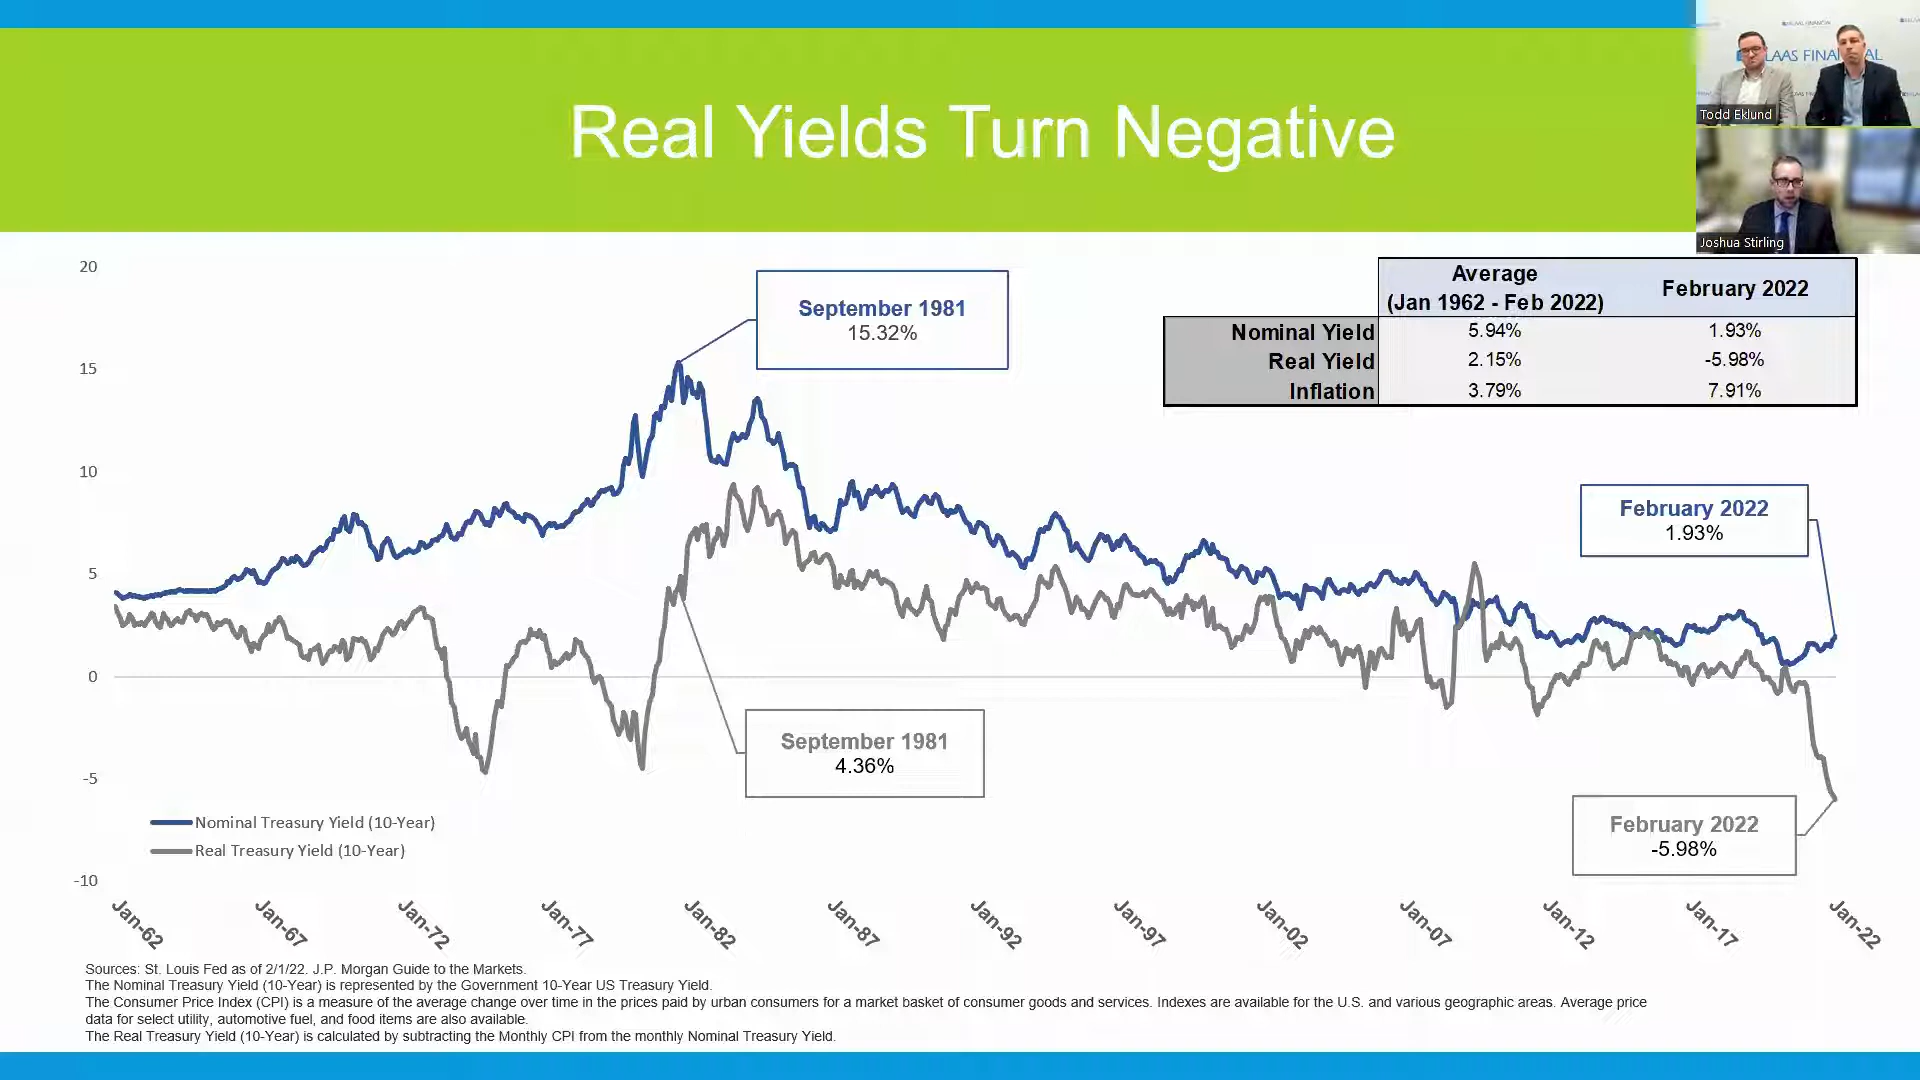 Real Yields Turn Negative
LAAS FINANCIAL
Todd Eklund
Joshua Stirling
Average
(Jan 1962 - Feb 2022)
February 2022
Nominal Yield 5.94% 1.93%
Real Yield 2.15% -5.98%
Inflation 3.79% 7.91%
September 1981
15.32%
February 2022
1.93%
September 1981
4.36%
February 2022
-5.98%
20
15
10
5
0
-5
-10
Nominal Treasury Yield (10-Year)
Real Treasury Yield (10-Year)
Jan-62 Jan-67 Jan-72 Jan-77 Jan-82 Jan-87 Jan-92 Jan-97 Jan-02 Jan-07 Jan-12 Jan-17 Jan-22
Sources: St. Louis Fed as of 2/1/22. J.P. Morgan Guide to the Markets.
The Nominal Treasury Yield (10-Year) is represented by the Government 10-Year US Treasury Yield.
The Consumer Price Index (CPI) is a measure of the average change over time in the prices paid by urban consumers for a market basket of consumer goods and services. Indexes are available for the U.S. and various geographic areas. Average price
data for select utility, automotive fuel, and food items are also available.
The Real Treasury Yield (10-Year) is calculated by subtracting the Monthly CPI from the monthly Nominal Treasury Yield.